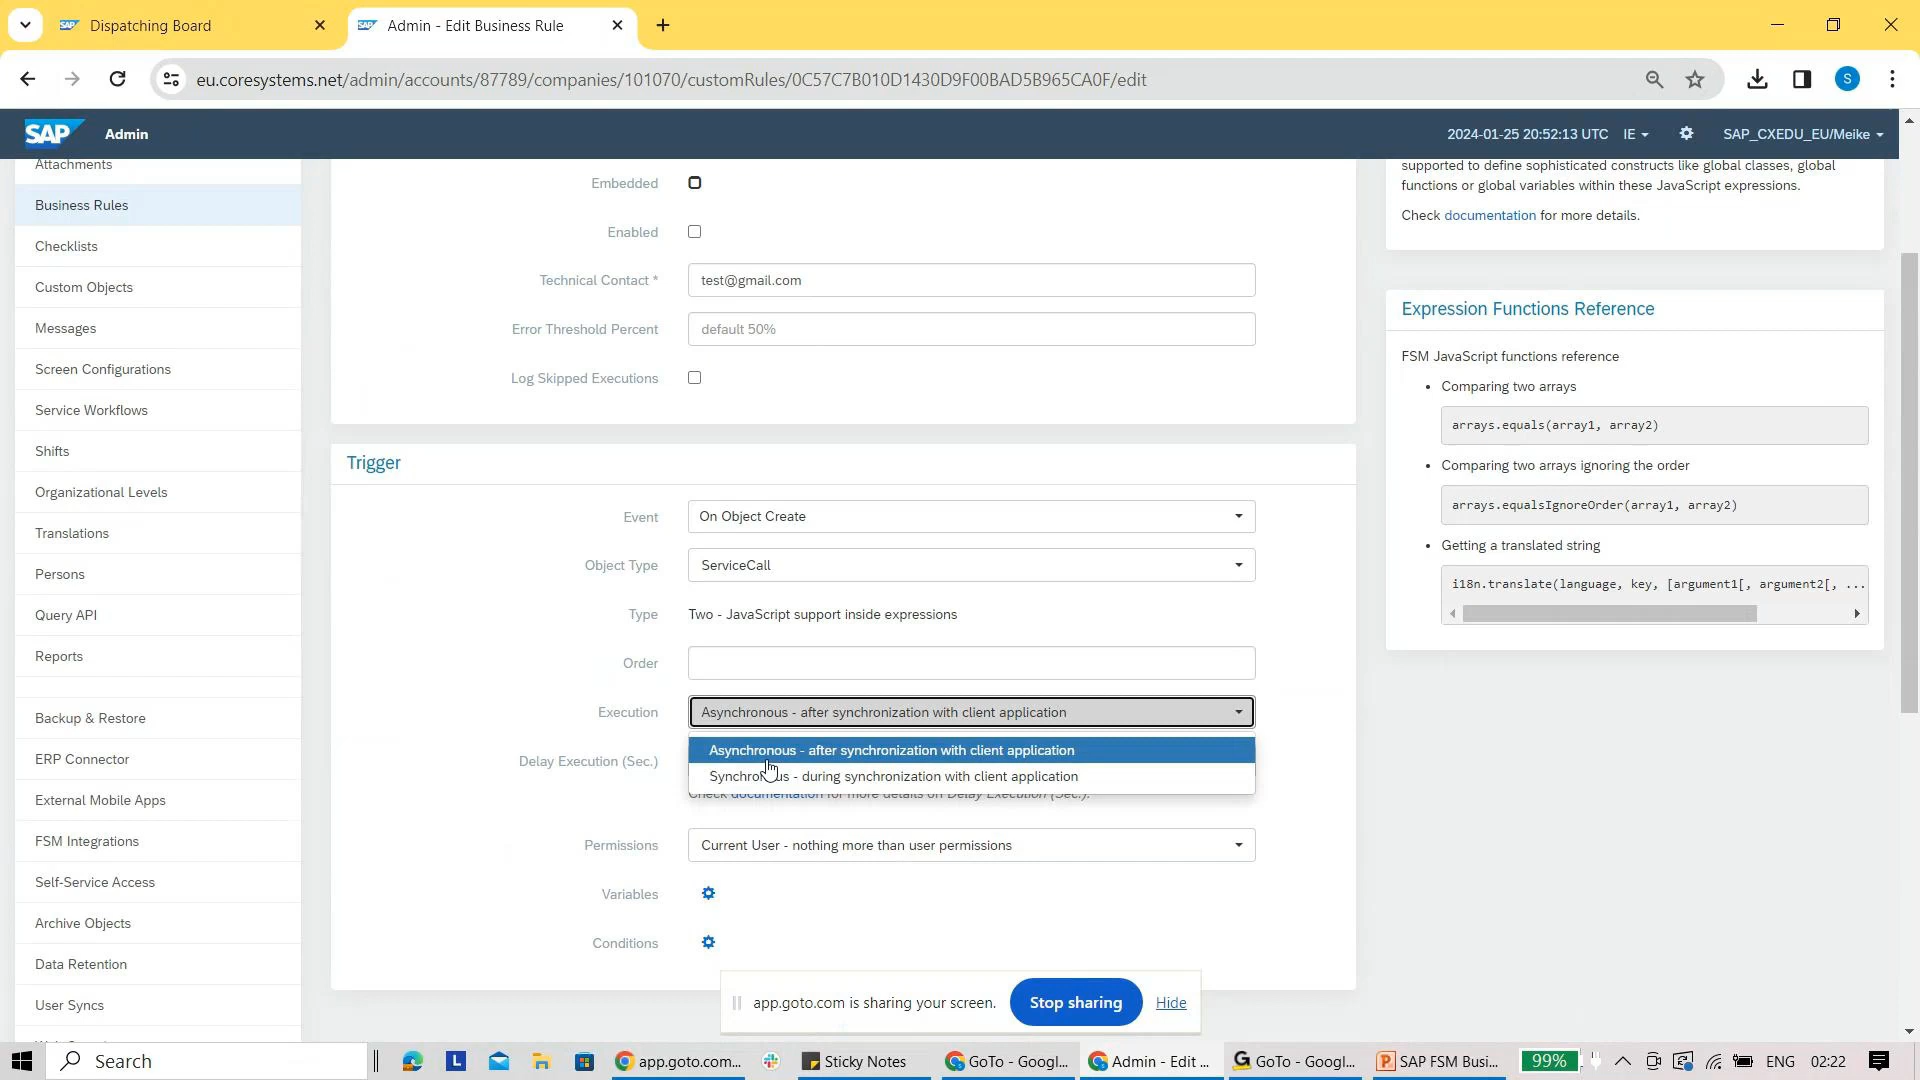 Dispatching Board
Admin - Edit Business Rule
eu.coresystems.net/admin/accounts/87789/companies/101070/customRules/0C57C7B010D1430D9F00BAD5B965CA0F/edit
S
SAP
Admin
2024-01-25 20:52:13 UTC
IE
SAP_CXEDU_EU/Meike
Attachments
Business Rules
Checklists
Custom Objects
Messages
Screen Configurations
Service Workflows
Shifts
Organizational Levels
Translations
Persons
Query API
Reports
Backup & Restore
ERP Connector
External Mobile Apps
FSM Integrations
Self-Service Access
Archive Objects
Data Retention
User Syncs
Embedded
Enabled
Technical Contact *
test@gmail.com
Error Threshold Percent
default 50%
Log Skipped Executions
Trigger
Event
On Object Create
Object Type
ServiceCall
Type
Two - JavaScript support inside expressions
Order
Execution
Asynchronous - after synchronization with client application
Asynchronous - after synchronization with client application
Synchronous - during synchronization with client application
Delay Execution (Sec.)
Check documentation for more details on Delay Execution (Sec.).
Permissions
Current User - nothing more than user permissions
Variables
Conditions
supported to define sophisticated constructs like global classes, global
functions or global variables within these JavaScript expressions.
Check documentation for more details.
Expression Functions Reference
FSM JavaScript functions reference
• Comparing two arrays
arrays.equals(array1, array2)
• Comparing two arrays ignoring the order
arrays.equalsIgnoreOrder(array1, array2)
• Getting a translated string
i18n.translate(language, key, [argument1[, argument2[, ...
app.goto.com is sharing your screen.
Stop sharing
Hide
Search
L
app.goto.com...
Sticky Notes
GoTo - Googl...
Admin - Edit ...
GoTo - Googl...
SAP FSM Busi...
99%
ENG
02:22